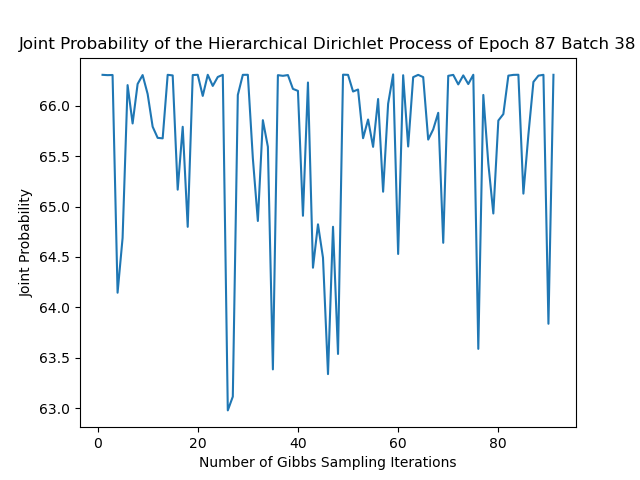 Joint Probability of the Hierarchical Dirichlet Process of Epoch 87 Batch 38
66.0
65.5
65.0
64.5
64.0
63.5
63.0
Joint Probability
0 20 40 60 80
Number of Gibbs Sampling Iterations